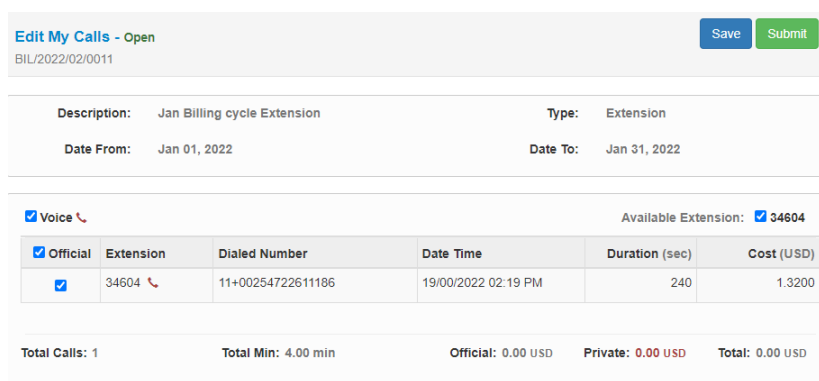 Edit My Calls - Open
Save Submit
BIL/2022/02/0011
Description: Jan Billing cycle Extension Type: Extension
Date From: Jan 01, 2022 Date To: Jan 31, 2022
Voice Available Extension: 34604
Official Extension Dialed Number Date Time Duration (sec) Cost (USD)
34604 11+00254722611186 19/00/2022 02:19 PM 240 1.3200
Total Calls: 1 Total Min: 4.00 min Official: 0.00 USD Private: 0.00 USD Total: 0.00 USD